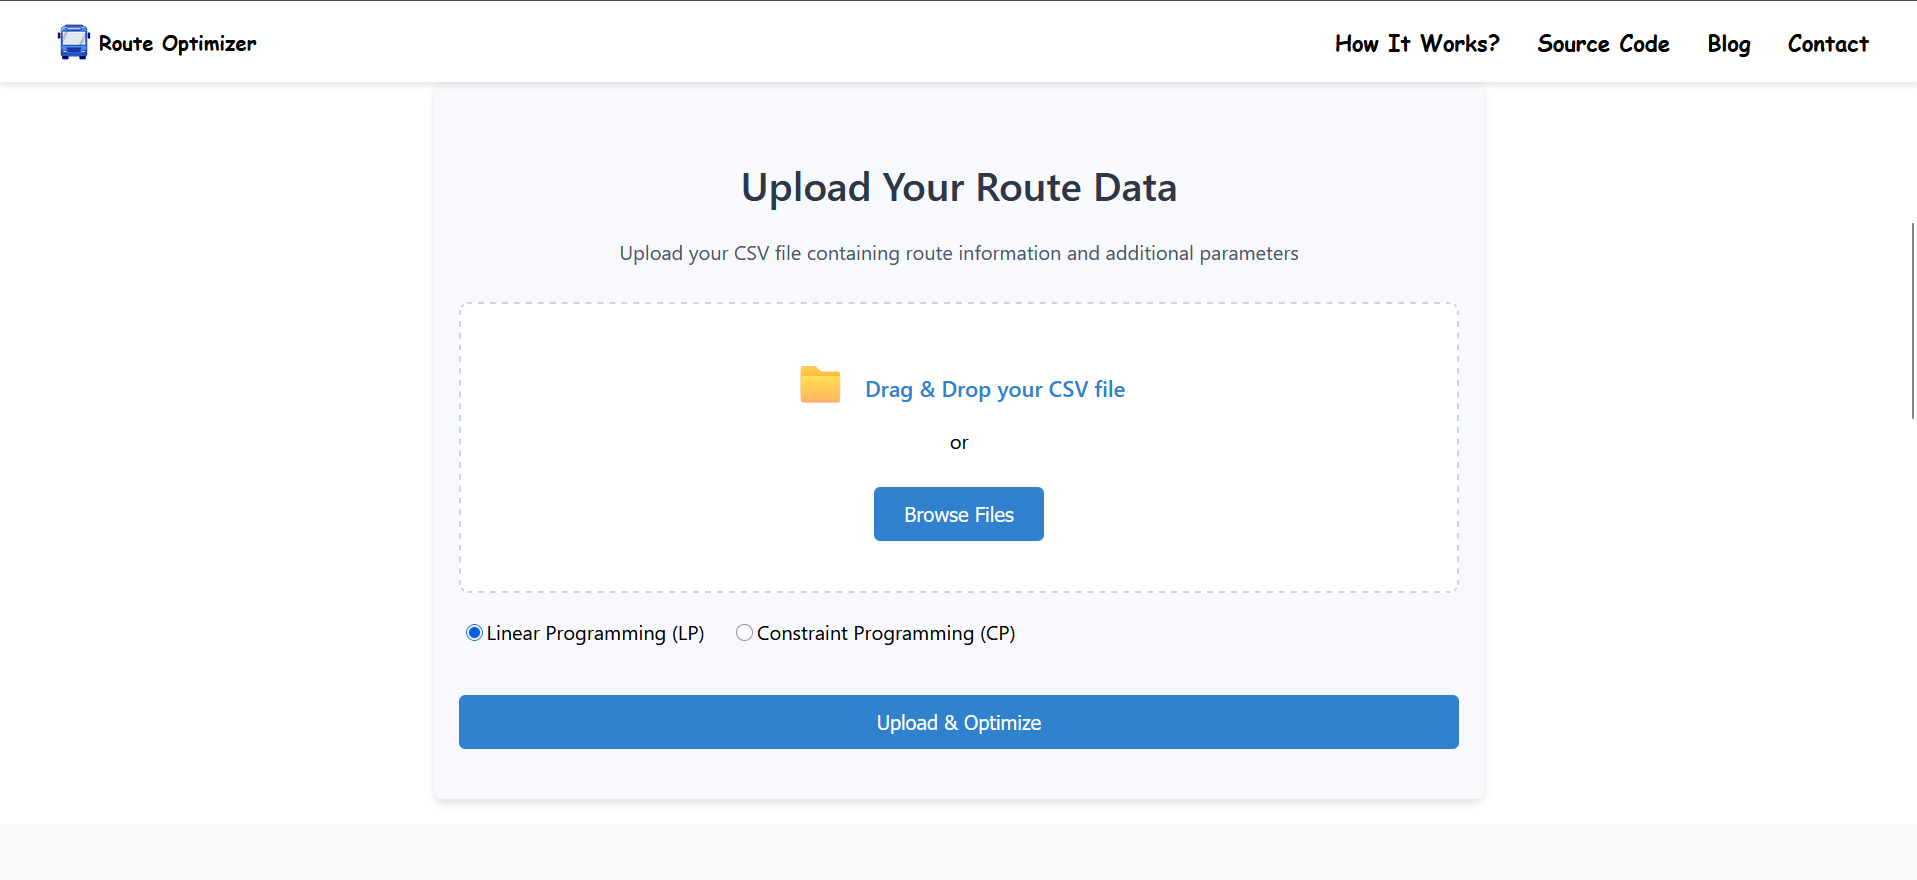 Route Optimizer
How It Works?
Source Code
Blog
Contact
Upload Your Route Data
Upload your CSV file containing route information and additional parameters
Drag & Drop your CSV file
or
Browse Files
Linear Programming (LP)
Constraint Programming (CP)
Upload & Optimize